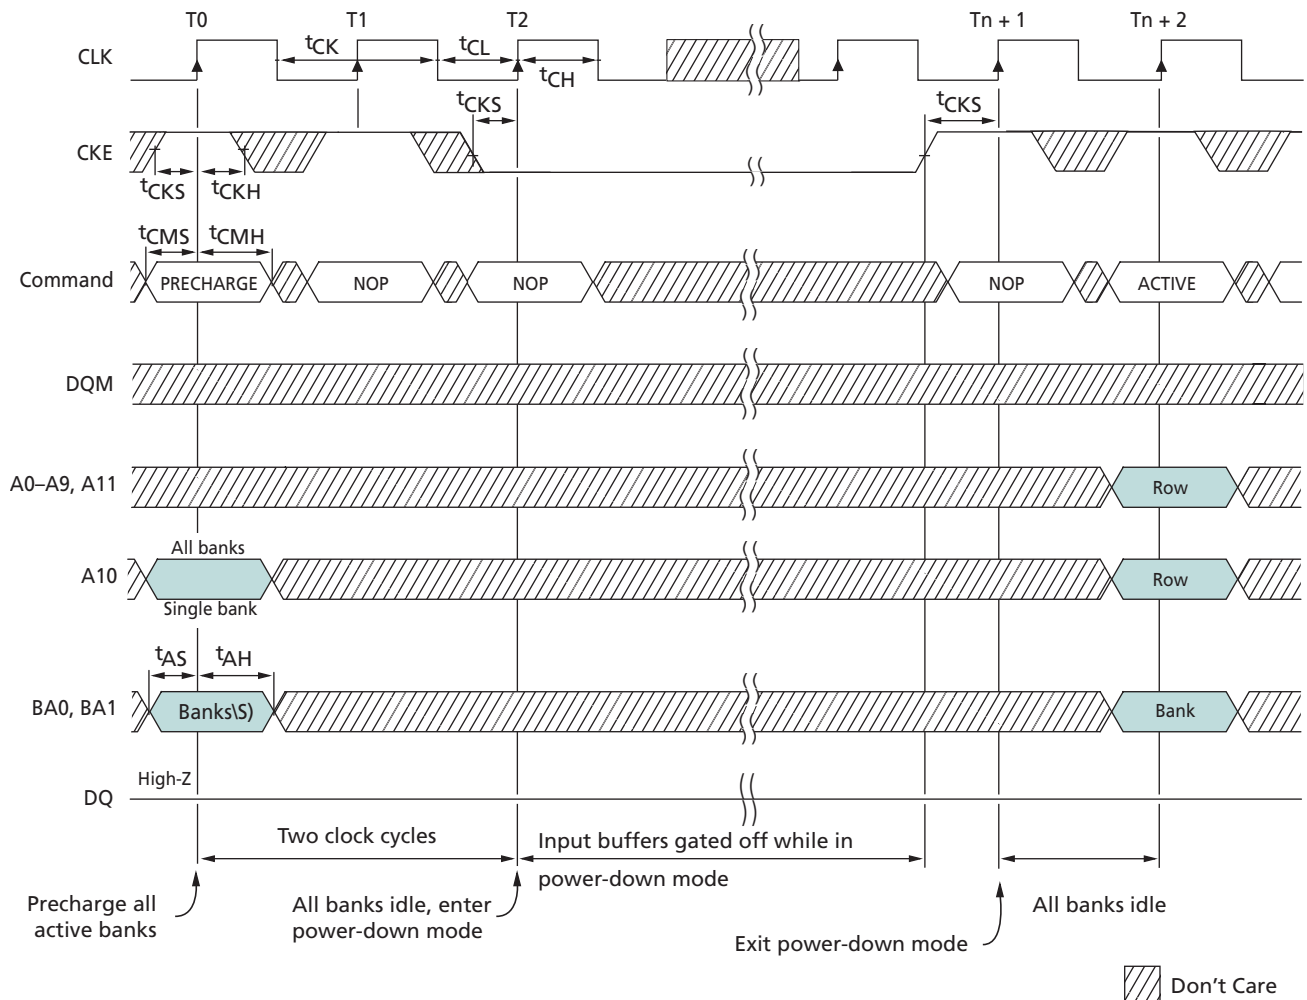 T0 T1 T2 Tn + 1 Tn + 2
CLK
tCK tCL
tCH
tCKS tCKS
CKE
tCKS tCKH
tCMS tCMH
Command PRECHARGE NOP NOP NOP ACTIVE
DQM
A0–A9, A11 Row
All banks
A10 Row
Single bank
tAS tAH
BA0, BA1 Banks\S) Bank
High-Z
DQ
Two clock cycles
Input buffers gated off while in
power-down mode
Precharge all
active banks
All banks idle, enter
power-down mode
All banks idle
Exit power-down mode
Don't Care